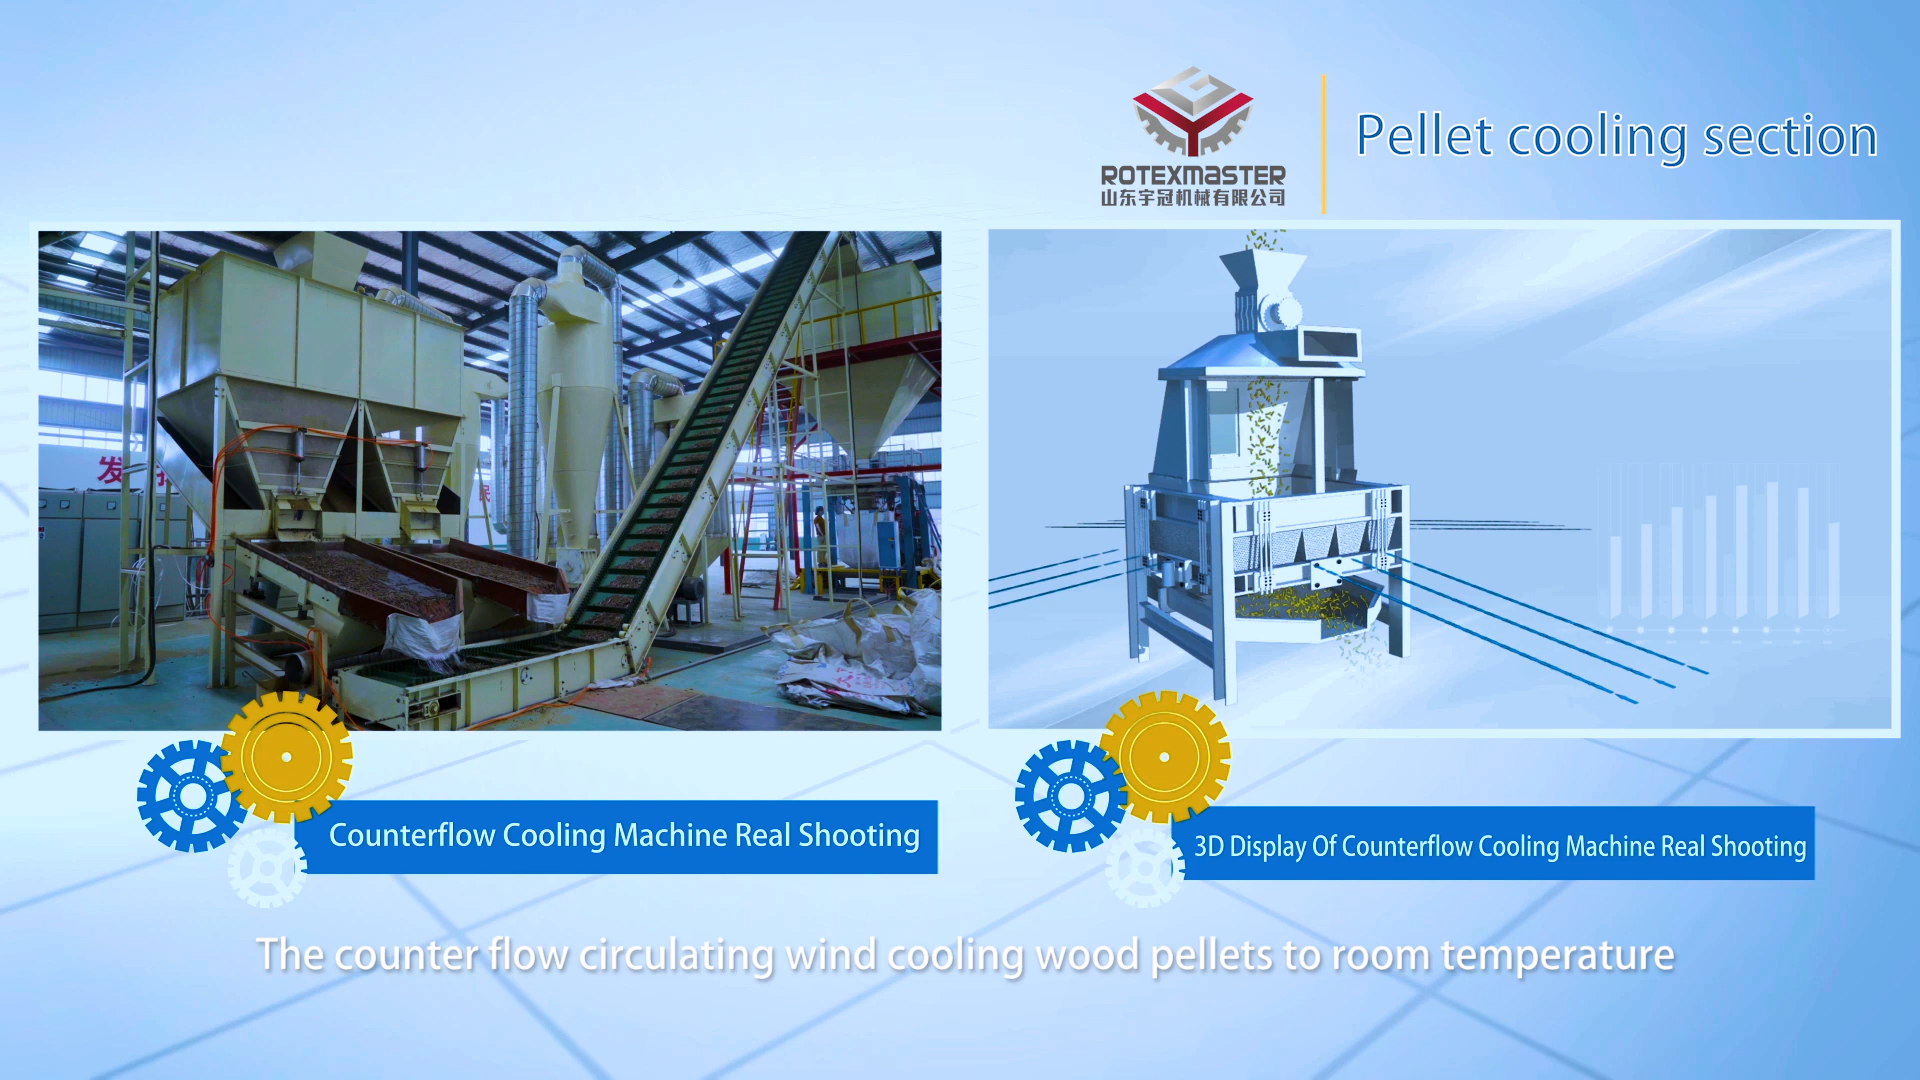 ROTEXMASTER
山东宇冠机械有限公司
Pellet cooling section
发
民
Counterflow Cooling Machine Real Shooting
3D Display Of Counterflow Cooling Machine Real Shooting
The counter flow circulating wind cooling wood pellets to room temperature